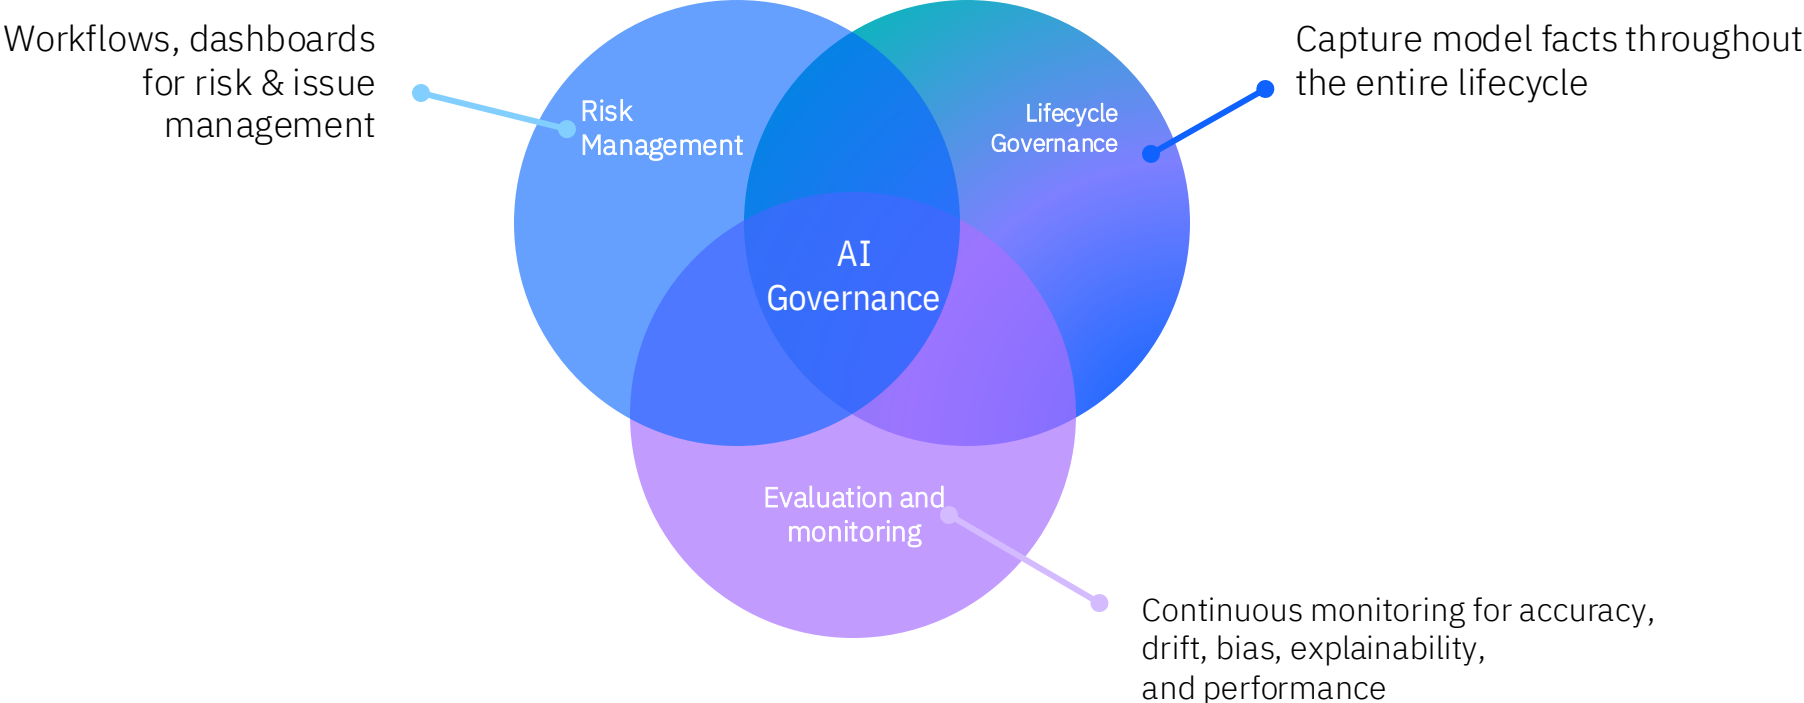 Workflows, dashboards
for risk & issue
management
Risk
Management
Lifecycle
Governance
Capture model facts throughout
the entire lifecycle
AI
Governance
Evaluation and
monitoring
Continuous monitoring for accuracy,
drift, bias, explainability,
and performance